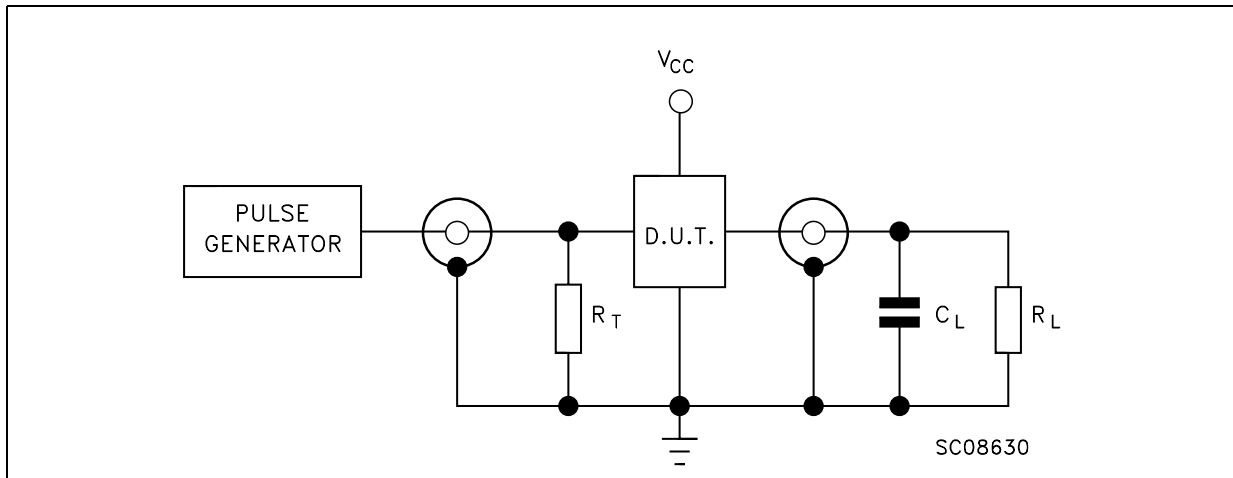 VCC
PULSE
GENERATOR
D.U.T.
RT
CL
RL
SC08630